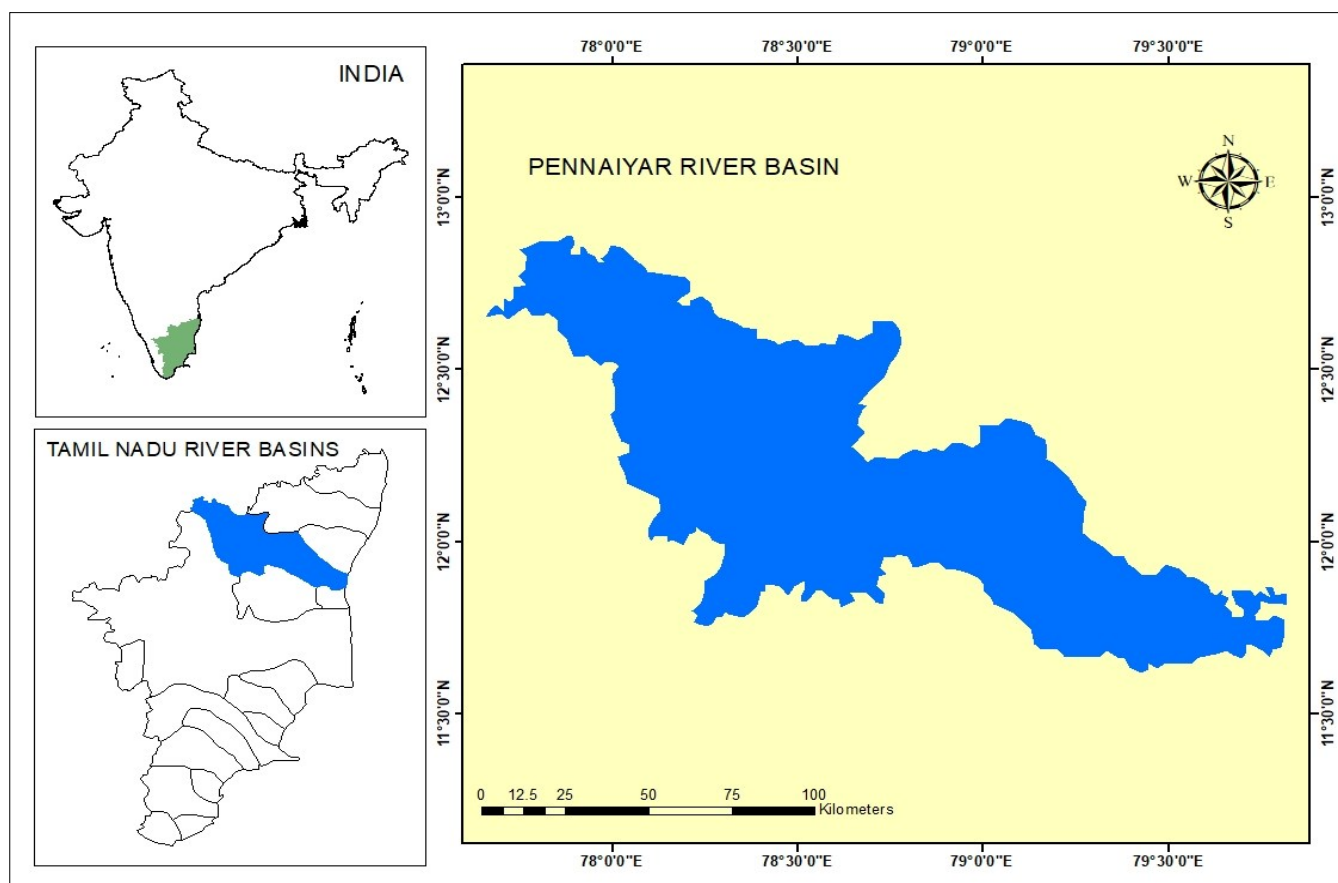 INDIA
TAMIL NADU RIVER BASINS
78°0'0"E 78°30'0"E 79°0'0"E 79°30'0"E
PENNAIYAR RIVER BASIN
N
W E
S
13°0'0"N 13°0'0"N
12°30'0"N 12°30'0"N
12°0'0"N 12°0'0"N
11°30'0"N 11°30'0"N
0 12.5 25 50 75 100
Kilometers
78°0'0"E 78°30'0"E 79°0'0"E 79°30'0"E